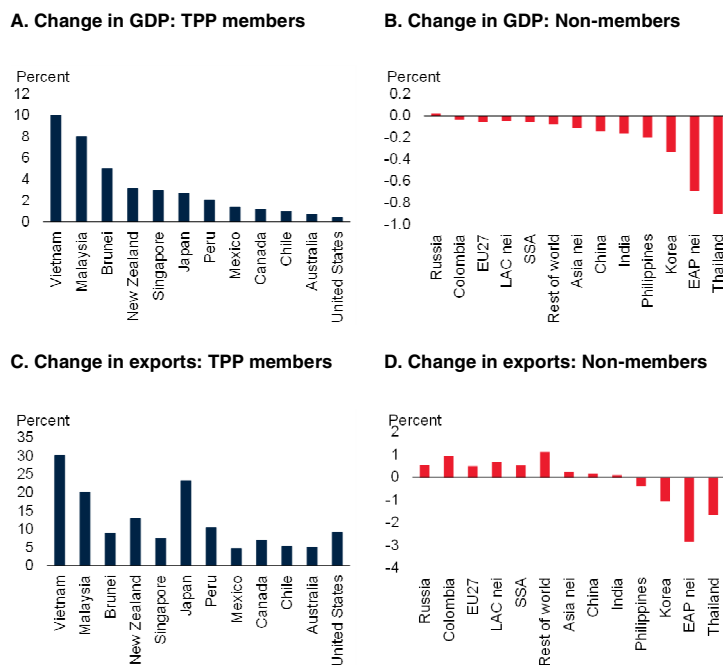 A. Change in GDP: TPP members
Percent
12
10
8
6
4
2
0
Vietnam
Malaysia
Brunei
New Zealand
Singapore
Japan
Peru
Mexico
Canada
Chile
Australia
United States
B. Change in GDP: Non-members
Percent
0.2
0.0
-0.2
-0.4
-0.6
-0.8
-1.0
Russia
Colombia
EU27
LAC nei
SSA
Rest of world
Asia nei
China
India
Philippines
Korea
EAP nei
Thailand
C. Change in exports: TPP members
Percent
35
30
25
20
15
10
5
0
Vietnam
Malaysia
Brunei
New Zealand
Singapore
Japan
Peru
Mexico
Canada
Chile
Australia
United States
D. Change in exports: Non-members
Percent
2
1
0
-1
-2
-3
-4
Russia
Colombia
EU27
LAC nei
SSA
Rest of world
Asia nei
China
India
Philippines
Korea
EAP nei
Thailand